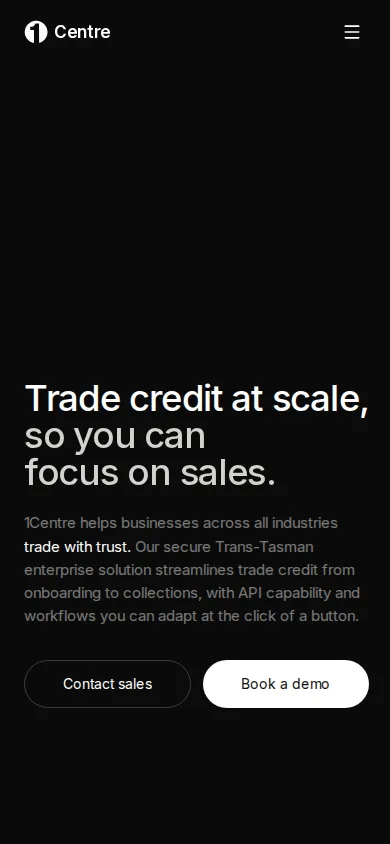 1 Centre
Trade credit at scale,
so you can
focus on sales.
1Centre helps businesses across all industries
trade with trust. Our secure Trans-Tasman
enterprise solution streamlines trade credit from
onboarding to collections, with API capability and
workflows you can adapt at the click of a button.
Contact sales
Book a demo